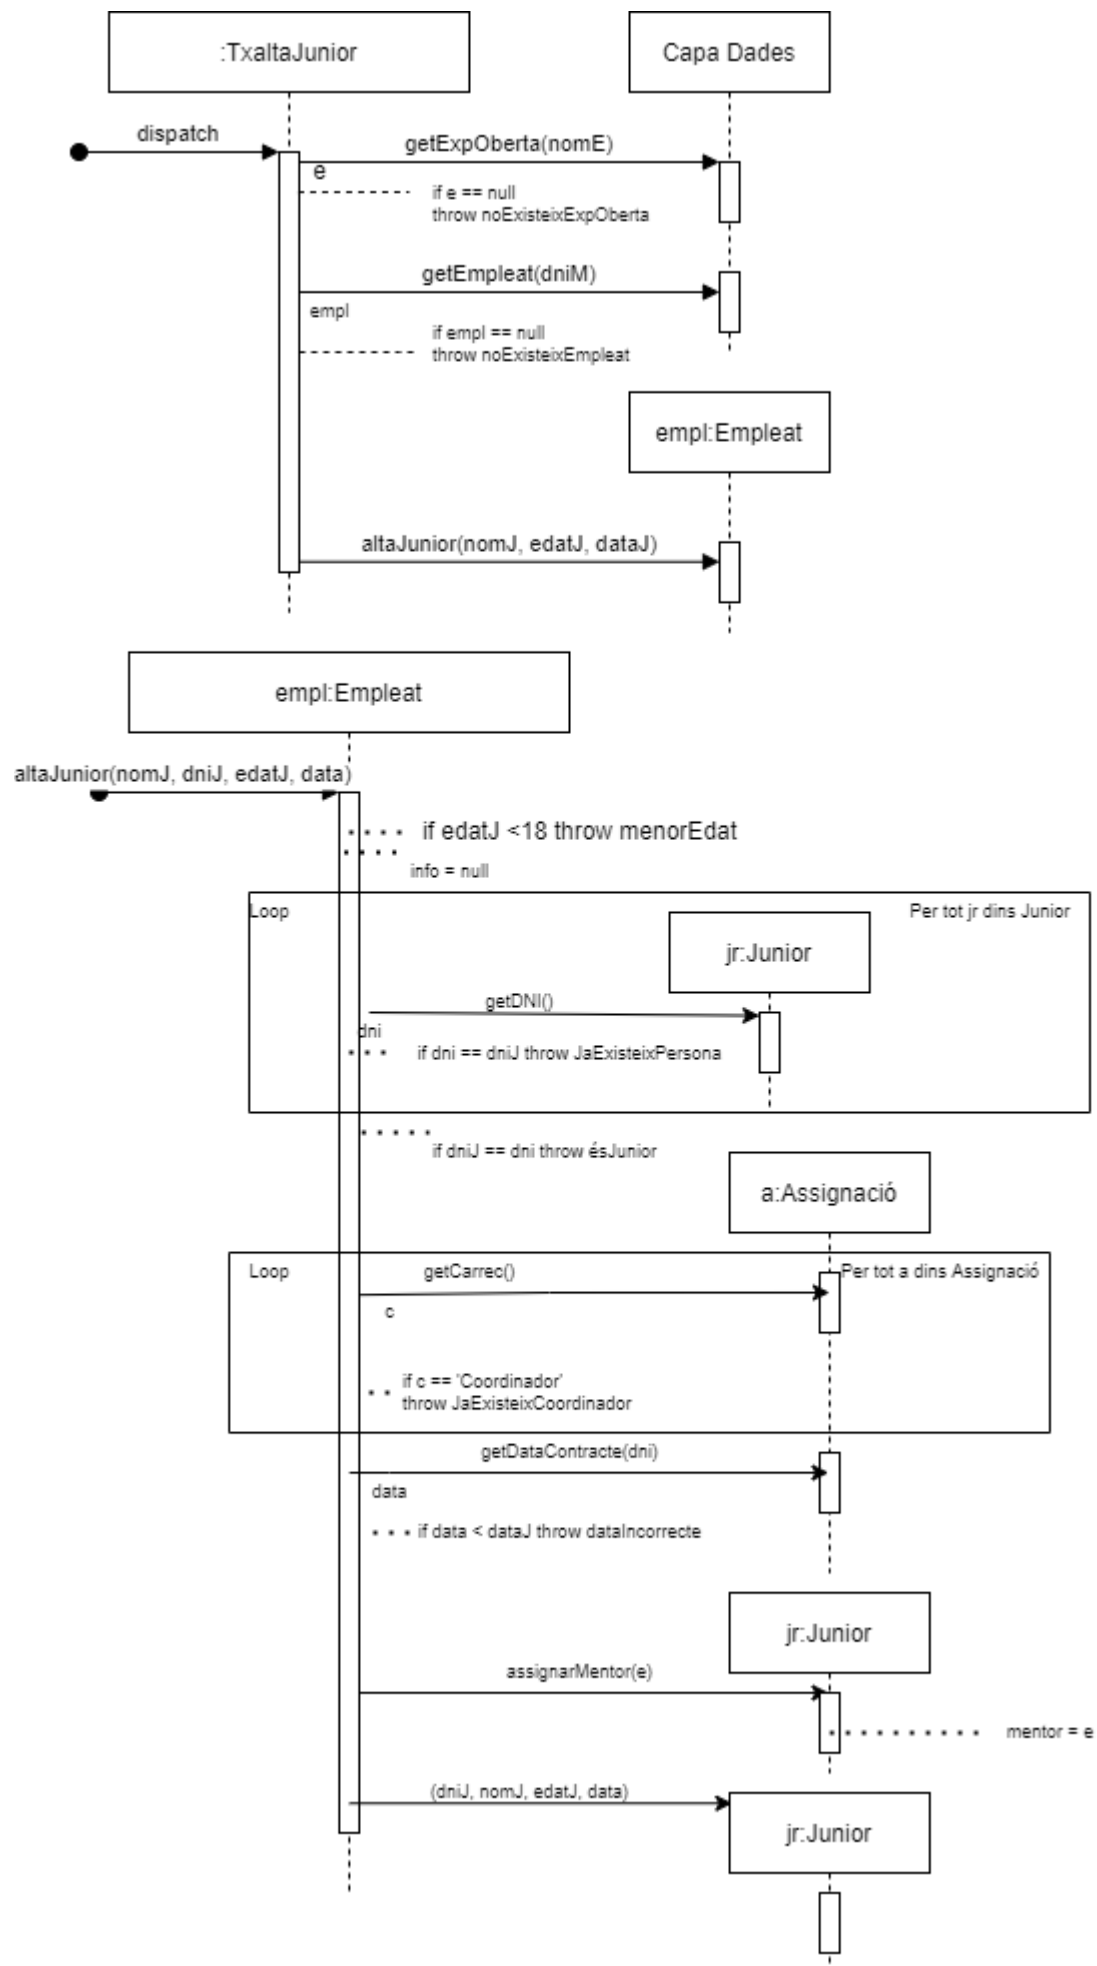 :TxaltaJunior
Capa Dades
dispatch
getExpOberta(nomE)
e
if e == null
throw noExisteixExpOberta
getEmpleat(dniM)
empl
if empl == null
throw noExisteixEmpleat
empl:Empleat
altaJunior(nomJ, edatJ, dataJ)
empl:Empleat
altaJunior(nomJ, dniJ, edatJ, data)
if edatJ <18 throw menorEdat
info = null
Loop
Per tot jr dins Junior
jr:Junior
getDNI()
dni
if dni == dniJ throw JaExisteixPersona
if dniJ == dni throw ésJunior
a:Assignació
Loop
getCarrec()
Per tot a dins Assignació
c
if c == 'Coordinador'
throw JaExisteixCoordinador
getDataContracte(dni)
data
if data < dataJ throw dataIncorrecte
jr:Junior
assignarMentor(e)
mentor = e
(dniJ, nomJ, edatJ, data)
jr:Junior